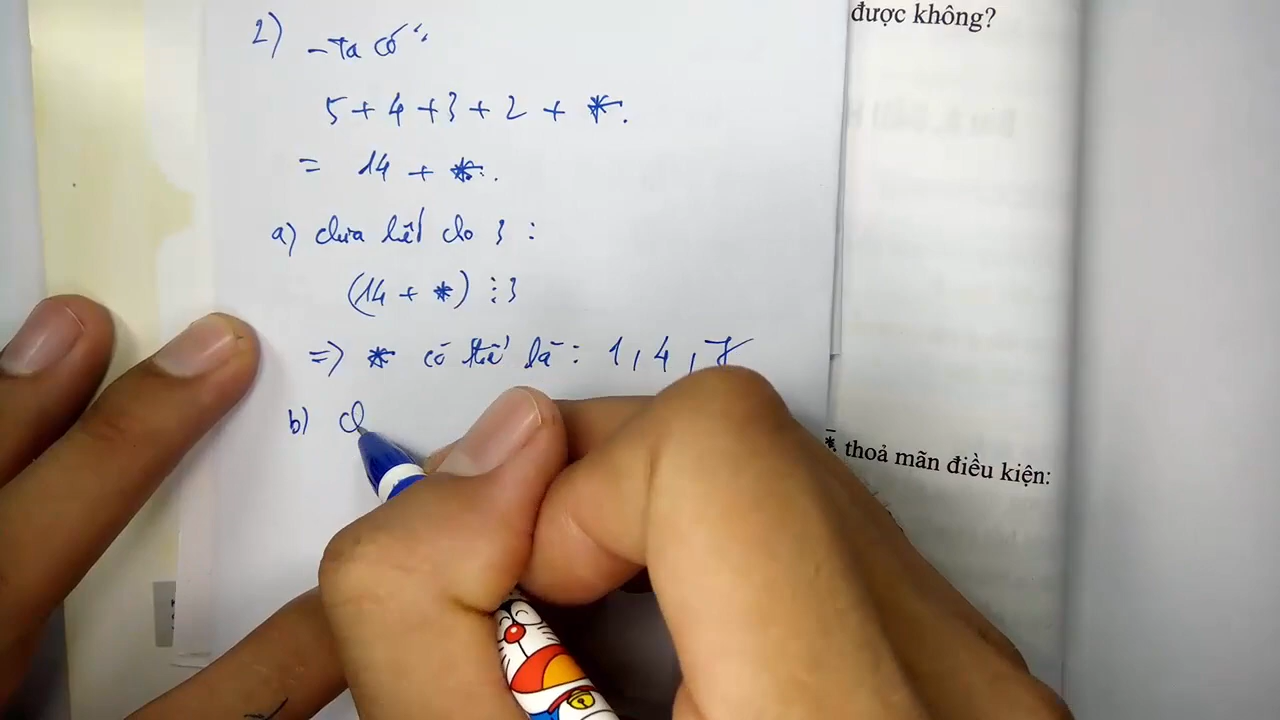 được không?
2) - Ta có:
5 + 4 + 3 + 2 + *.
= 14 + *.
a) chia hết cho 3 :
(14 + *) ⋮ 3
=> * có thể là : 1, 4, 7
b) c
*. thoả mãn điều kiện: